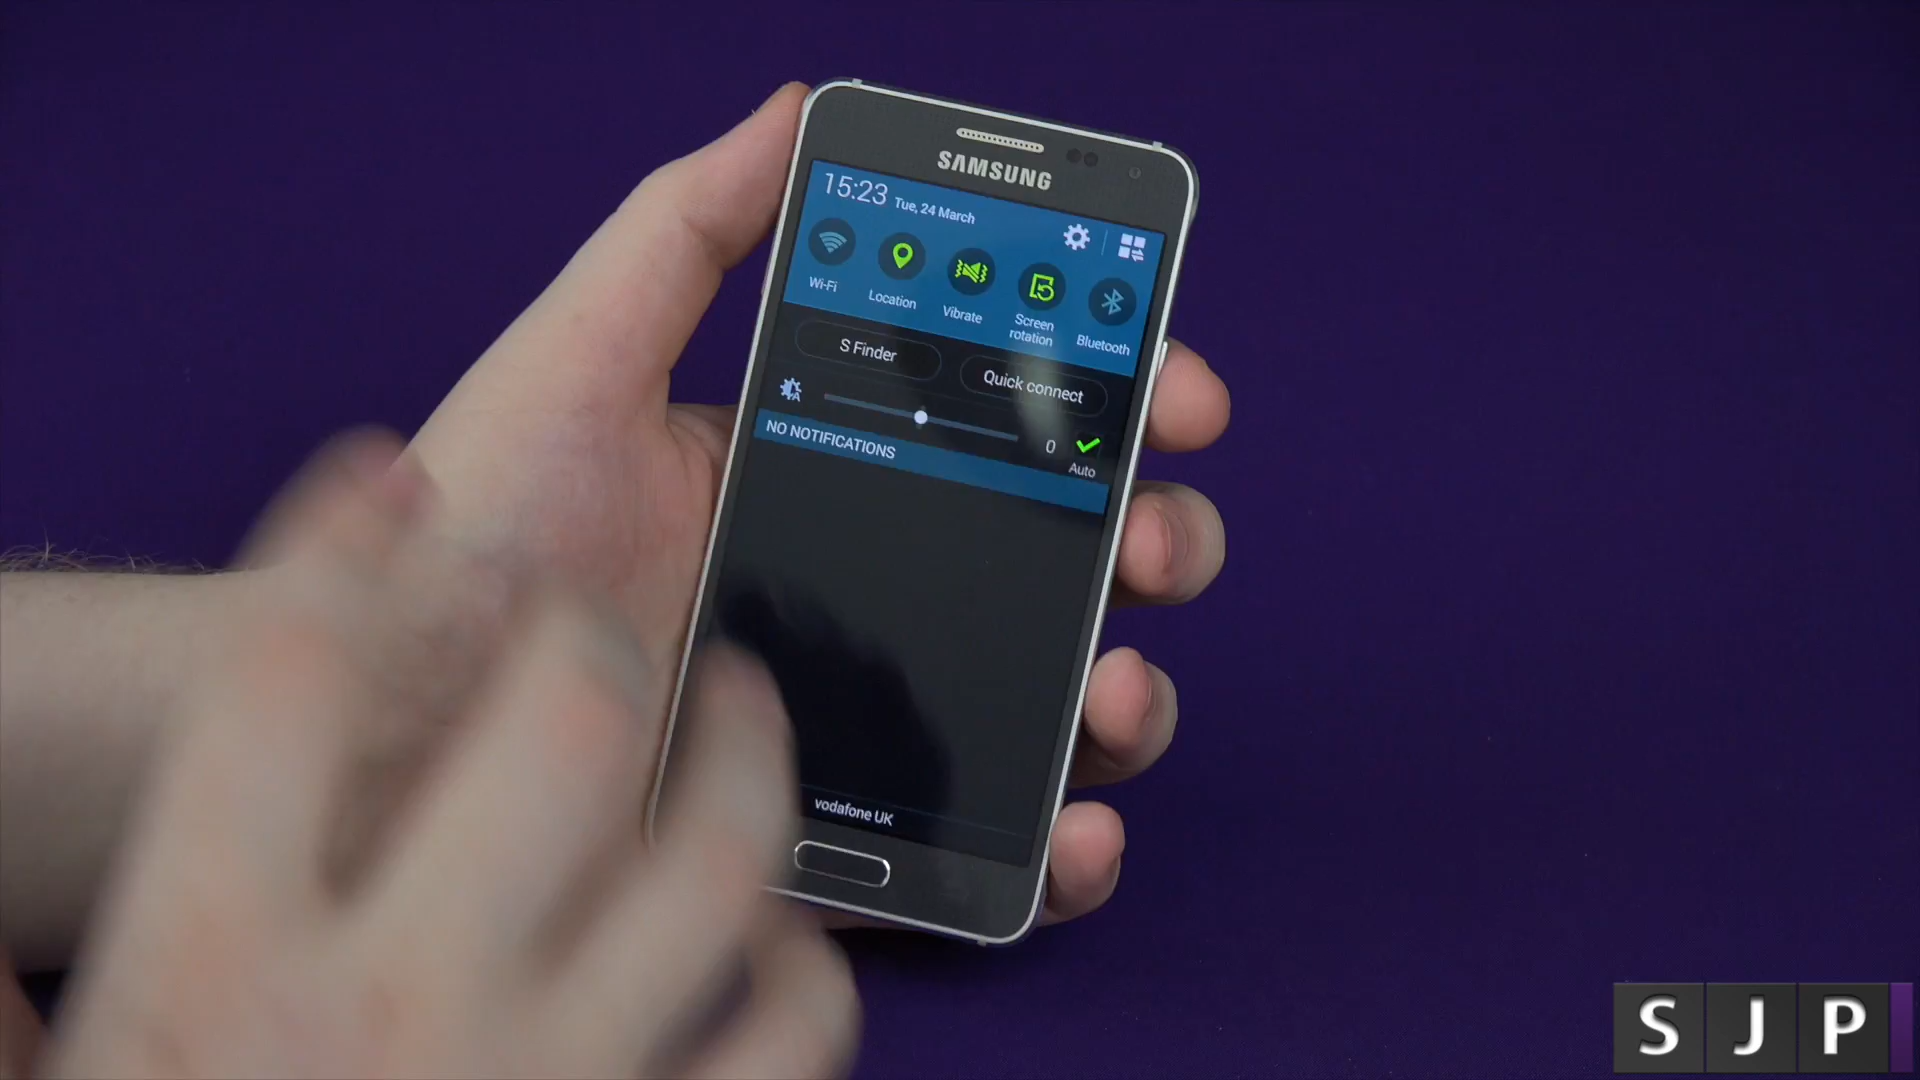 SAMSUNG
15:23 Tue, 24 March
Wi-Fi
Location
Vibrate
Screen
rotation
Bluetooth
S Finder
Quick connect
A
0
Auto
NO NOTIFICATIONS
vodafone UK
SJP